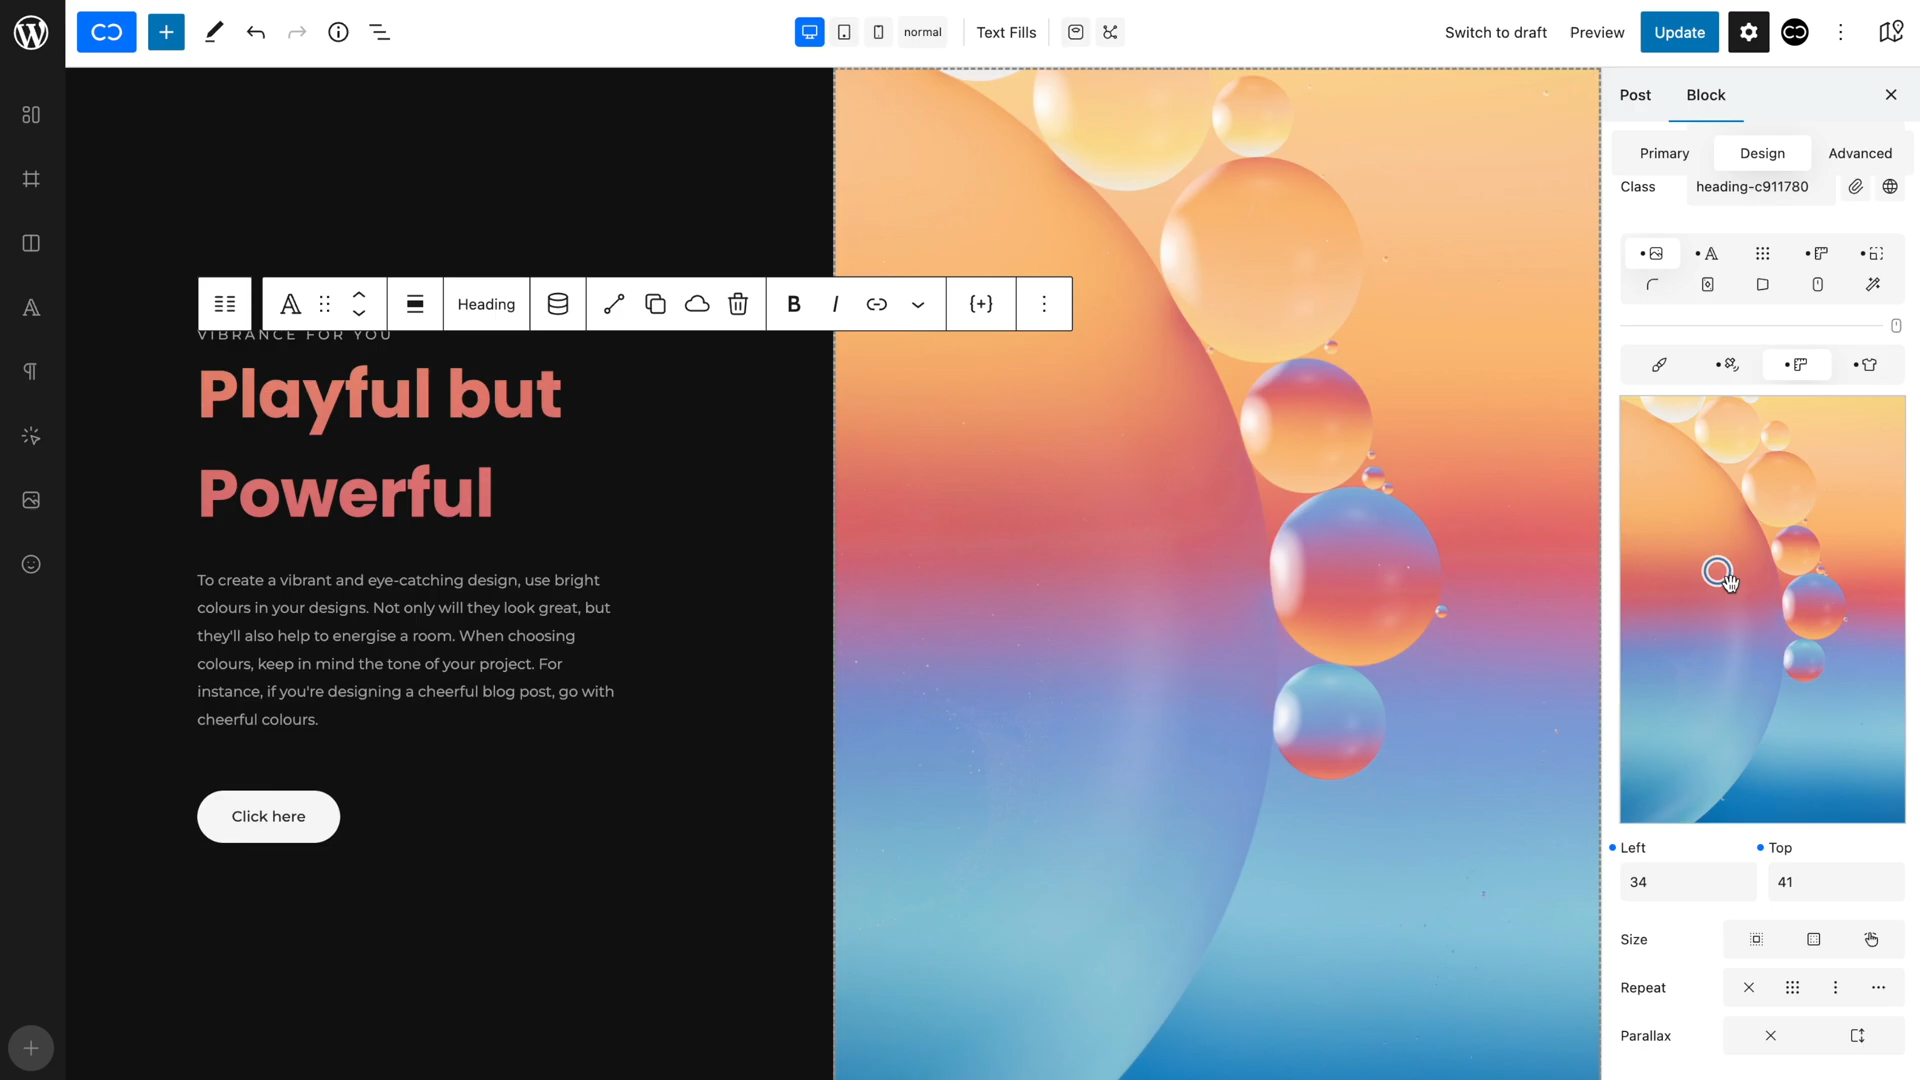 normal
Text Fills
Switch to draft
Preview
Update
Post
Block
Primary
Design
Advanced
Class
heading-c911780
Heading
B
I
VIBRANCE FOR YOU
Playful but
Powerful
To create a vibrant and eye-catching design, use bright
colours in your designs. Not only will they look great, but
they'll also help to energise a room. When choosing
colours, keep in mind the tone of your project. For
instance, if you're designing a cheerful blog post, go with
cheerful colours.
Click here
Left
Top
34
41
Size
Repeat
Parallax